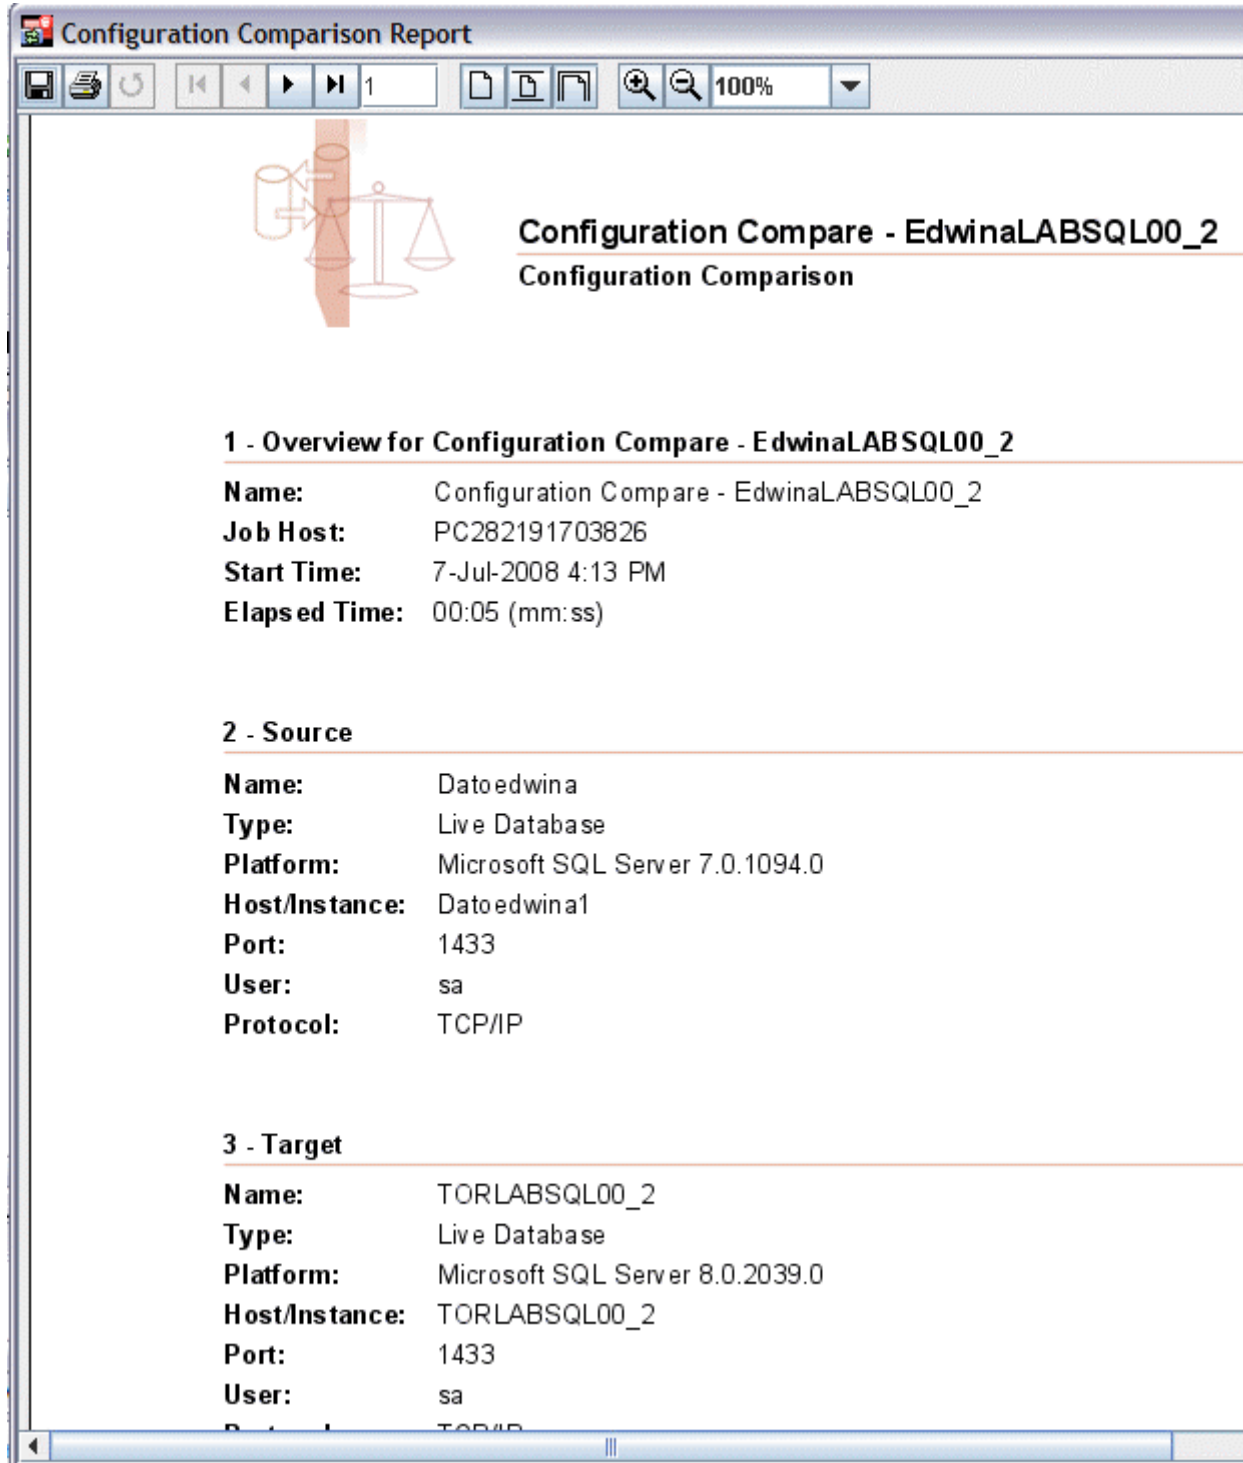 Configuration Comparison Report
1
100%
Configuration Compare - EdwinaLABSQL00_2
Configuration Comparison
1 - Overview for Configuration Compare - EdwinaLABSQL00_2
Name: Configuration Compare - EdwinaLABSQL00_2
Job Host: PC282191703826
Start Time: 7-Jul-2008 4:13 PM
Elapsed Time: 00:05 (mm:ss)
2 - Source
Name: Datoedwina
Type: Live Database
Platform: Microsoft SQL Server 7.0.1094.0
Host/Instance: Datoedwina1
Port: 1433
User: sa
Protocol: TCP/IP
3 - Target
Name: TORLABSQL00_2
Type: Live Database
Platform: Microsoft SQL Server 8.0.2039.0
Host/Instance: TORLABSQL00_2
Port: 1433
User: sa